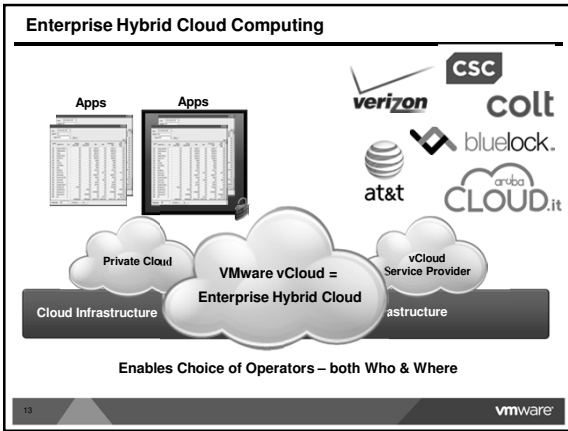 Enterprise Hybrid Cloud Computing
Apps
Apps
verizon
CSC
colt
bluelock
at&t
aruba
CLOUD.it
Private Cloud
VMware vCloud =
Enterprise Hybrid Cloud
vCloud
Service Provider
Cloud Infrastructure
astructure
Enables Choice of Operators – both Who & Where
13
vmware